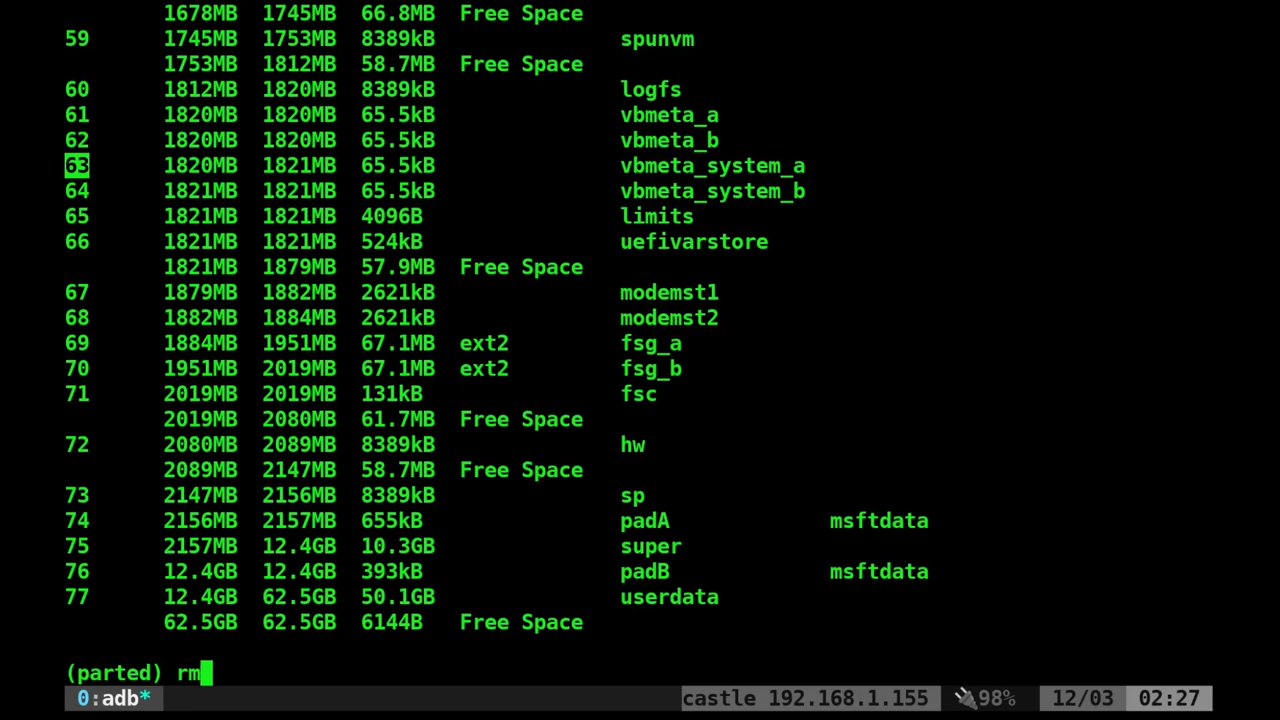 1678MB 1745MB 66.8MB Free Space
59 1745MB 1753MB 8389kB spunvm
1753MB 1812MB 58.7MB Free Space
60 1812MB 1820MB 8389kB logfs
61 1820MB 1820MB 65.5kB vbmeta_a
62 1820MB 1820MB 65.5kB vbmeta_b
63 1820MB 1821MB 65.5kB vbmeta_system_a
64 1821MB 1821MB 65.5kB vbmeta_system_b
65 1821MB 1821MB 4096B limits
66 1821MB 1821MB 524kB uefivarstore
1821MB 1879MB 57.9MB Free Space
67 1879MB 1882MB 2621kB modemst1
68 1882MB 1884MB 2621kB modemst2
69 1884MB 1951MB 67.1MB ext2 fsg_a
70 1951MB 2019MB 67.1MB ext2 fsg_b
71 2019MB 2019MB 131kB fsc
2019MB 2080MB 61.7MB Free Space
72 2080MB 2089MB 8389kB hw
2089MB 2147MB 58.7MB Free Space
73 2147MB 2156MB 8389kB sp
74 2156MB 2157MB 655kB padA msftdata
75 2157MB 12.4GB 10.3GB super
76 12.4GB 12.4GB 393kB padB msftdata
77 12.4GB 62.5GB 50.1GB userdata
62.5GB 62.5GB 6144B Free Space
(parted) rm
0:adb* castle 192.168.1.155 98% 12/03 02:27